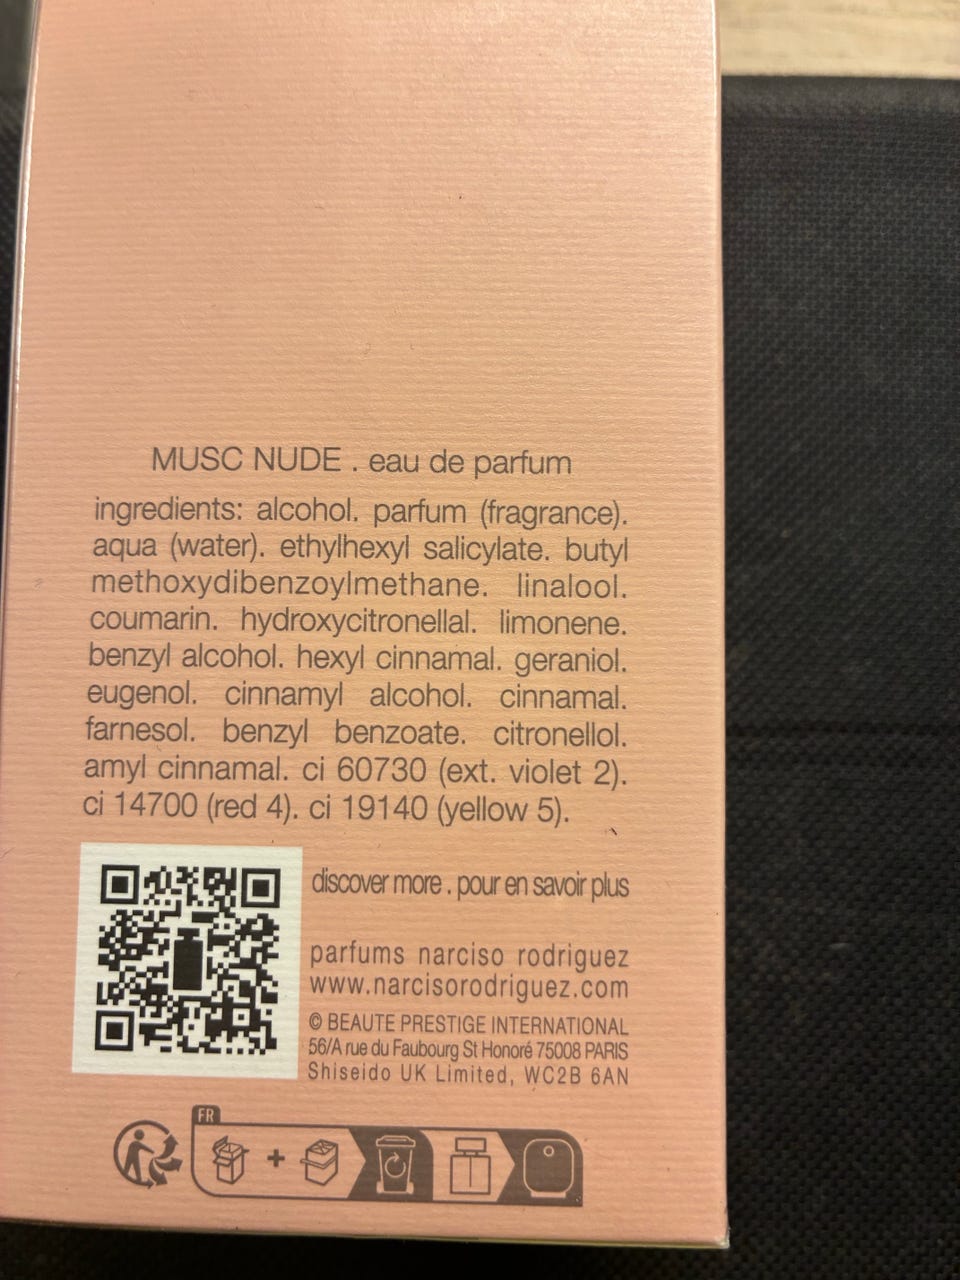 MUSC NUDE . eau de parfum
ingredients: alcohol. parfum (fragrance).
aqua (water). ethylhexyl salicylate. butyl
methoxydibenzoylmethane. linalool.
coumarin. hydroxycitronellal. limonene.
benzyl alcohol. hexyl cinnamal. geraniol.
eugenol. cinnamyl alcohol. cinnamal.
farnesol. benzyl benzoate. citronellol.
amyl cinnamal. ci 60730 (ext. violet 2).
ci 14700 (red 4). ci 19140 (yellow 5).
discover more . pour en savoir plus
parfums narciso rodriguez
www.narcisorodriguez.com
© BEAUTE PRESTIGE INTERNATIONAL
56/A rue du Faubourg St Honoré 75008 PARIS
Shiseido UK Limited, WC2B 6AN
FR